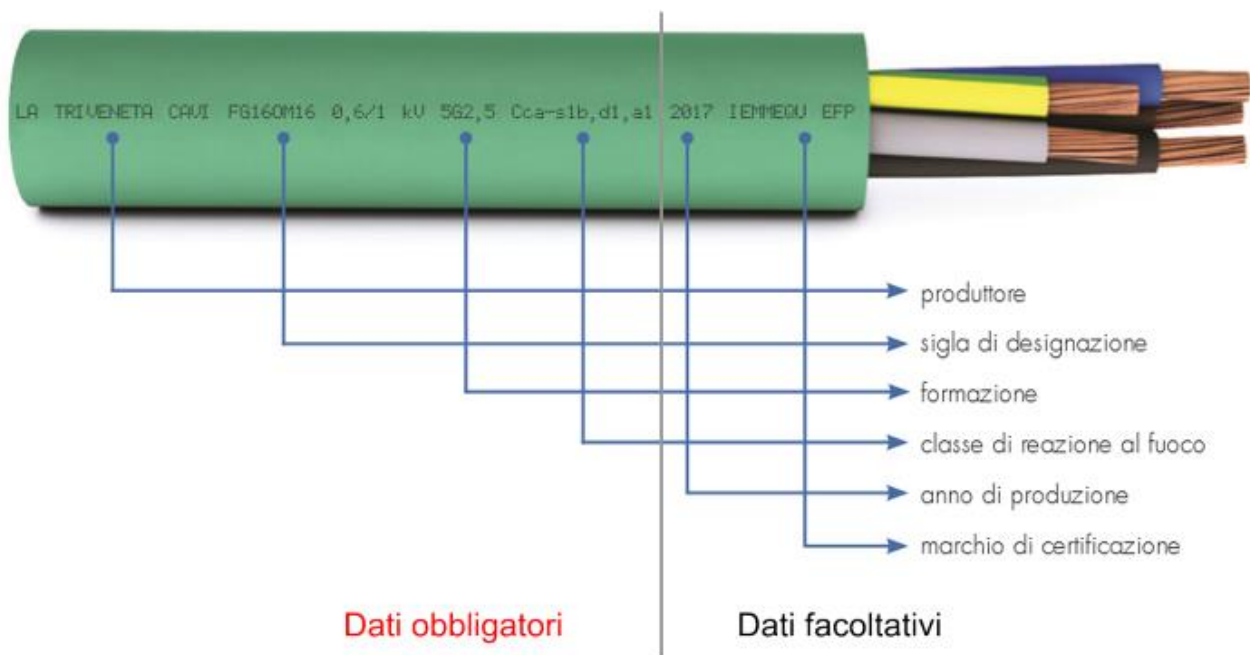 LA TRIVENETA CAVI FG16OM16 0,6/1 kV 5G2,5 Cca-s1b,d1,a1 2017 IEMMEQU EFP
produttore
sigla di designazione
formazione
classe di reazione al fuoco
anno di produzione
marchio di certificazione
Dati obbligatori
Dati facoltativi